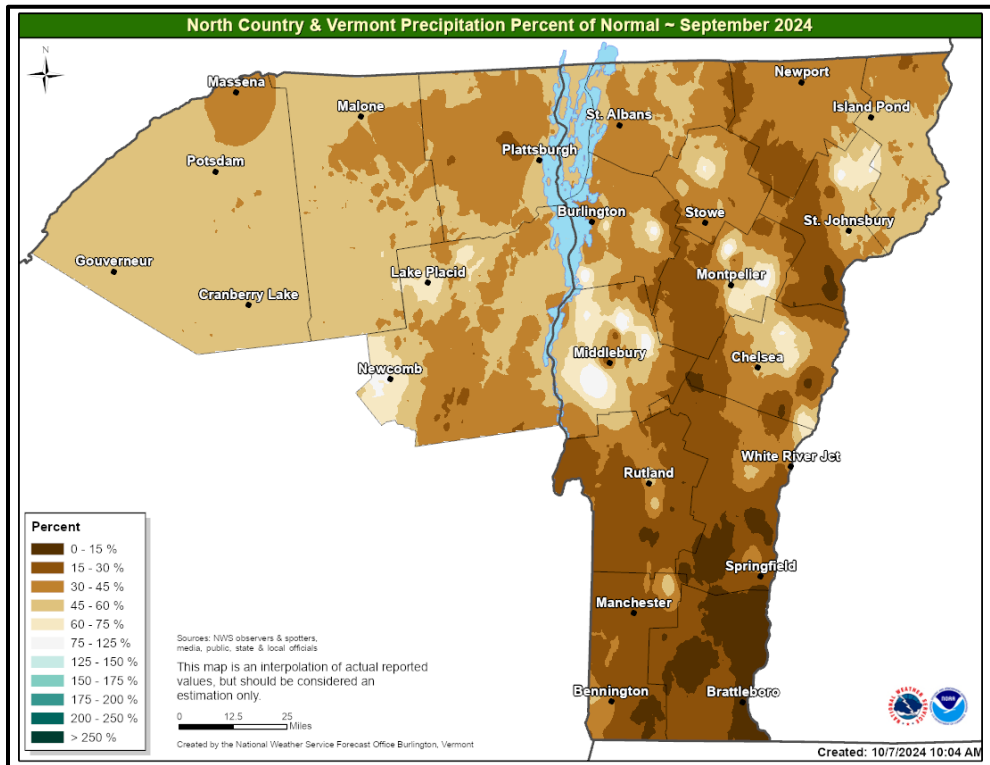 North Country & Vermont Precipitation Percent of Normal ~ September 2024
N
Massena
Newport
Malone
Island Pond
St. Albans
Plattsburgh
Potsdam
Burlington
Stowe
St. Johnsbury
Gouverneur
Lake Placid
Montpelier
Cranberry Lake
Middlebury
Chelsea
Newcomb
White River Jct
Rutland
Springfield
Manchester
Bennington
Brattleboro
Percent
0 - 15 %
15 - 30 %
30 - 45 %
45 - 60 %
60 - 75 %
75 - 125 %
125 - 150 %
150 - 175 %
175 - 200 %
200 - 250 %
> 250 %
Sources: NWS observers & spotters,
media, public, state & local officials
This map is an interpolation of actual reported
values, but should be considered an
estimation only.
0 12.5 25
Miles
Created by the National Weather Service Forecast Office Burlington, Vermont
NATIONAL WEATHER SERVICE
NOAA
Created: 10/7/2024 10:04 AM